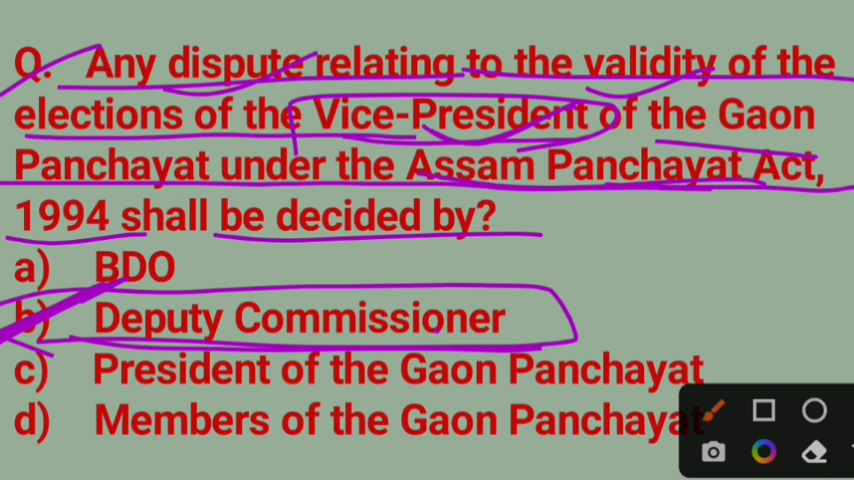 Q. Any dispute relating to the validity of the
elections of the Vice-President of the Gaon
Panchayat under the Assam Panchayat Act,
1994 shall be decided by?
a) BDO
b) Deputy Commissioner
c) President of the Gaon Panchayat
d) Members of the Gaon Panchayat